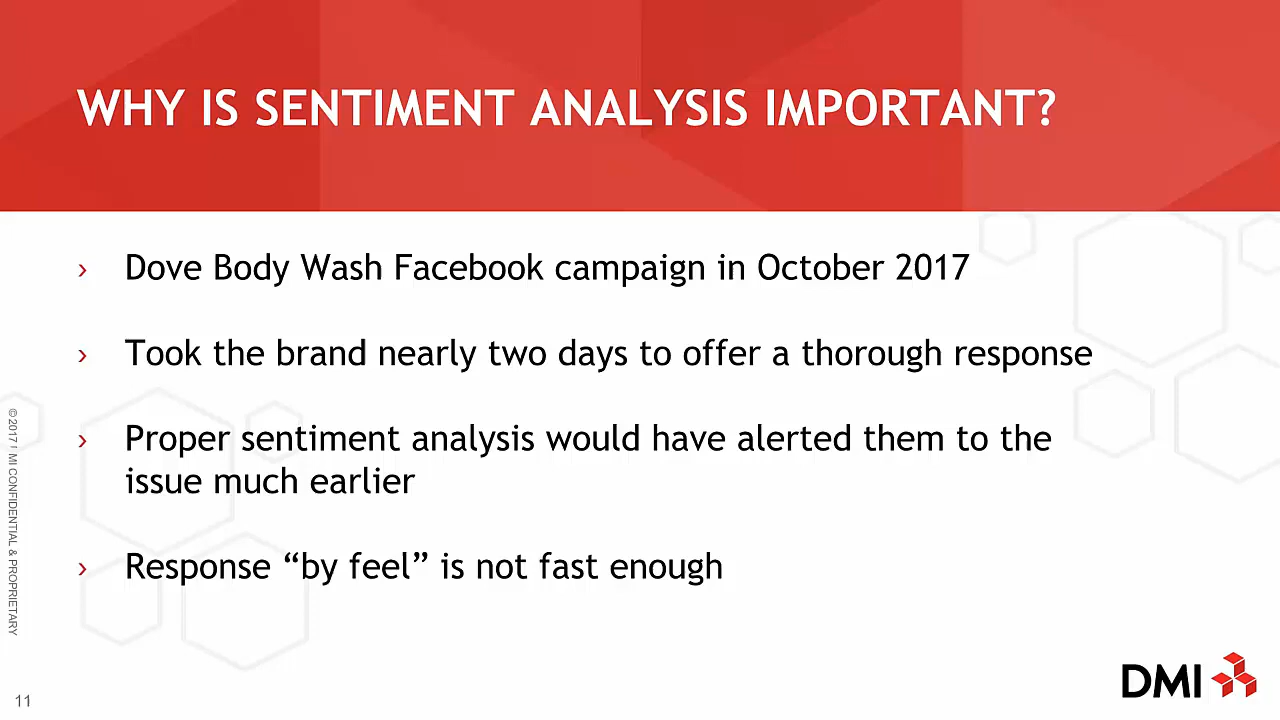 WHY IS SENTIMENT ANALYSIS IMPORTANT?
› Dove Body Wash Facebook campaign in October 2017
› Took the brand nearly two days to offer a thorough response
› Proper sentiment analysis would have alerted them to the
issue much earlier
› Response “by feel” is not fast enough
©2017 I MI CONFIDENTIAL & PROPRIETARY
11
DMI